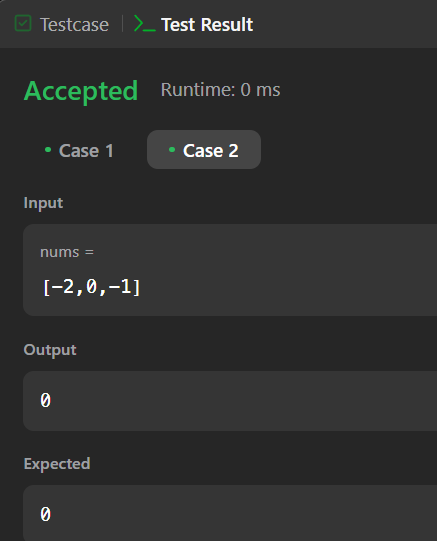 Testcase | >_ Test Result
Accepted Runtime: 0 ms
• Case 1 • Case 2
Input
nums =
[-2,0,-1]
Output
0
Expected
0